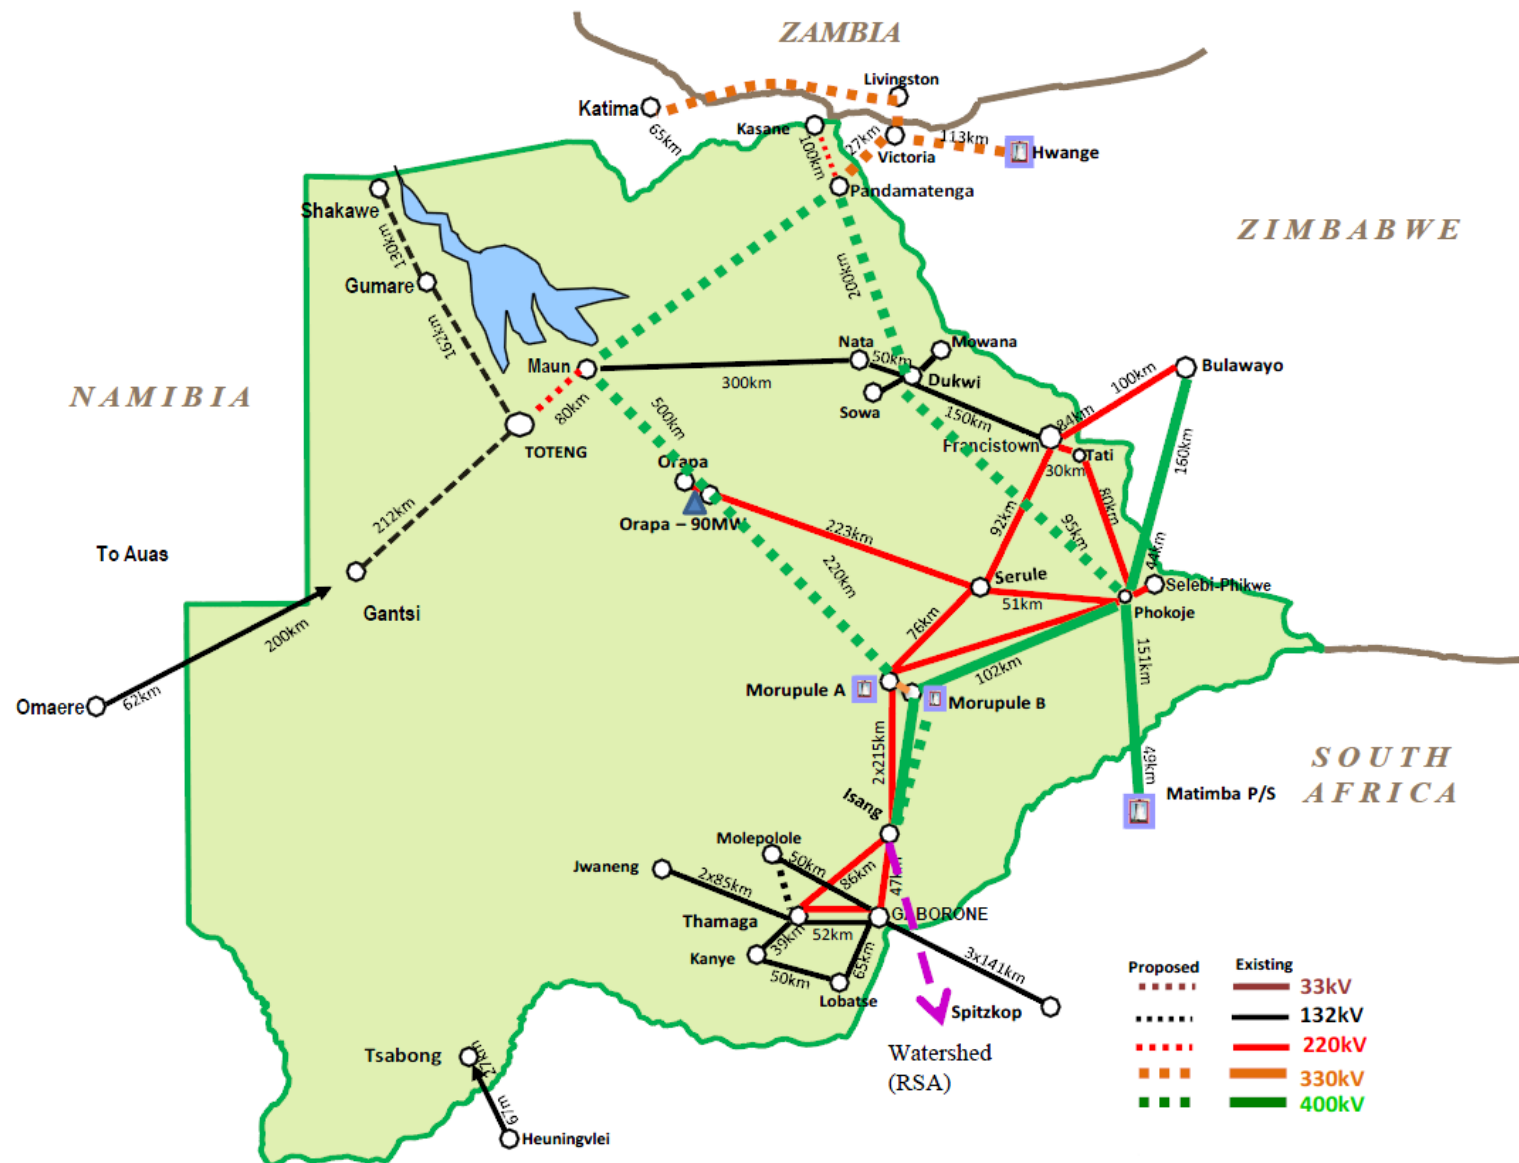 ZAMBIA
Livingston
Katima
65km
Kasane
100km
27km
Victoria
113km
Hwange
Pandamatenga
Shakawe
130km
ZIMBABWE
Gumare
162km
200km
Nata
50km
Mowana
Maun
300km
Dukwi
Sowa
Bulawayo
100km
NAMIBIA
80km
500km
150km
84km
Francistown
Tati
30km
160km
TOTENG
Orapa
Orapa – 90MW
80km
92km
95km
212km
223km
To Auas
220km
44km
Serule
51km
Selebi-Phikwe
Phokoje
Gantsi
200km
76km
102km
151km
62km
Omaere
Morupule A
Morupule B
2x215km
49km
SOUTH
AFRICA
Matimba P/S
Isang
Molepolole
50km
86km
47km
Jwaneng
2x85km
Thamaga
GABORONE
39km
52km
65km
Kanye
50km
Lobatse
3x141km
Spitzkop
Watershed
(RSA)
Tsabong
27km
67m
Heuningvlei
Proposed Existing
33kV
132kV
220kV
330kV
400kV